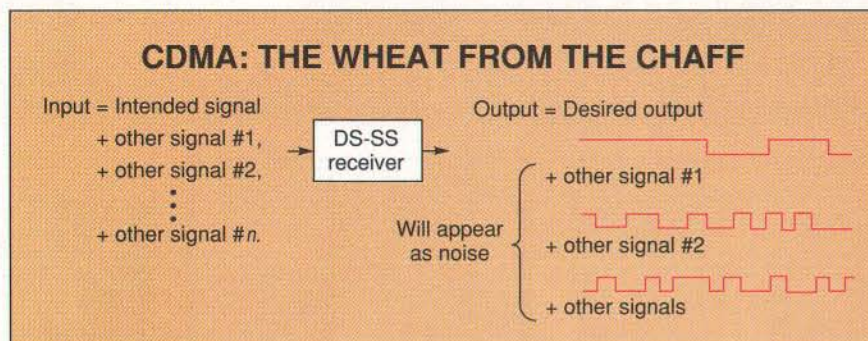 CDMA: THE WHEAT FROM THE CHAFF
Input = Intended signal
+ other signal #1,
+ other signal #2,
+ other signal #n.
DS-SS
receiver
Output = Desired output
+ other signal #1
Will appear
as noise
+ other signal #2
+ other signals